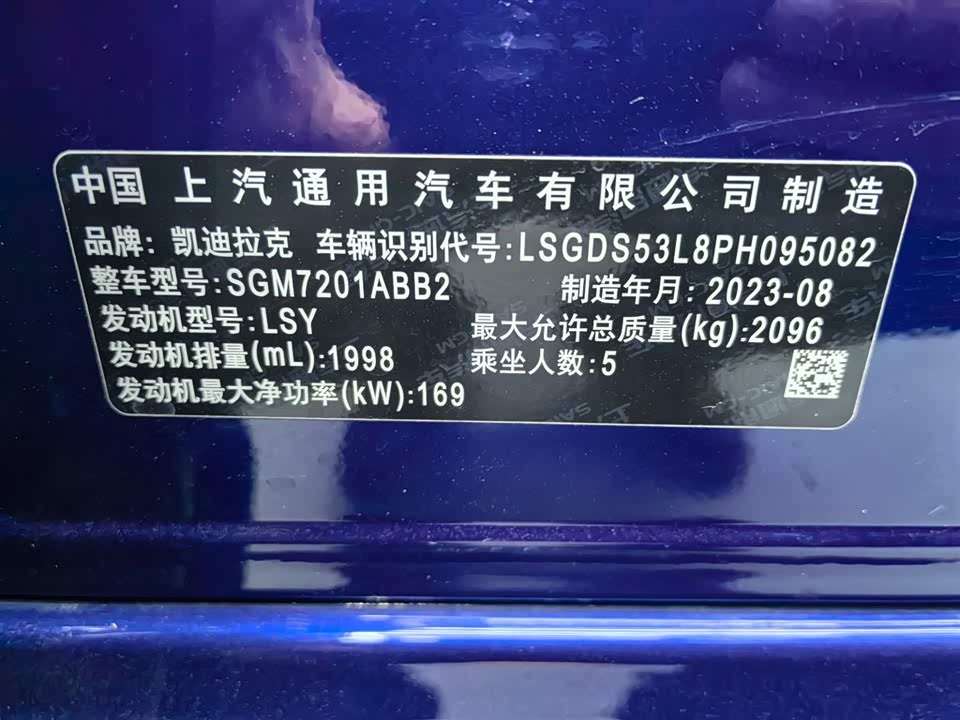 中国 上汽通用汽车有限公司制造
品牌: 凯迪拉克 车辆识别代号:LSGDS53L8PH095082
整车型号:SGM7201ABB2 制造年月: 2023-08
发动机型号:LSY 最大允许总质量(kg):2096
发动机排量(mL):1998 乘坐人数:5
发动机最大净功率(kW):169